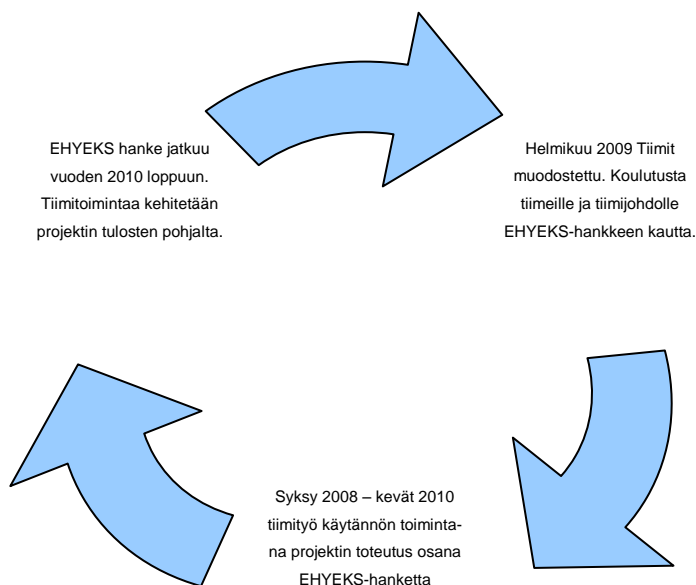 EHYEKS hanke jatkuu
vuoden 2010 loppuun.
Tiimitoimintaa kehitetään
projektin tulosten pohjalta.
Helmikuu 2009 Tiimit
muodostettu. Koulutusta
tiimeille ja tiimijohdolle
EHYEKS-hankkeen kautta.
Syksy 2008 – kevät 2010
tiimityö käytännön toiminta-
na projektin toteutus osana
EHYEKS-hanketta